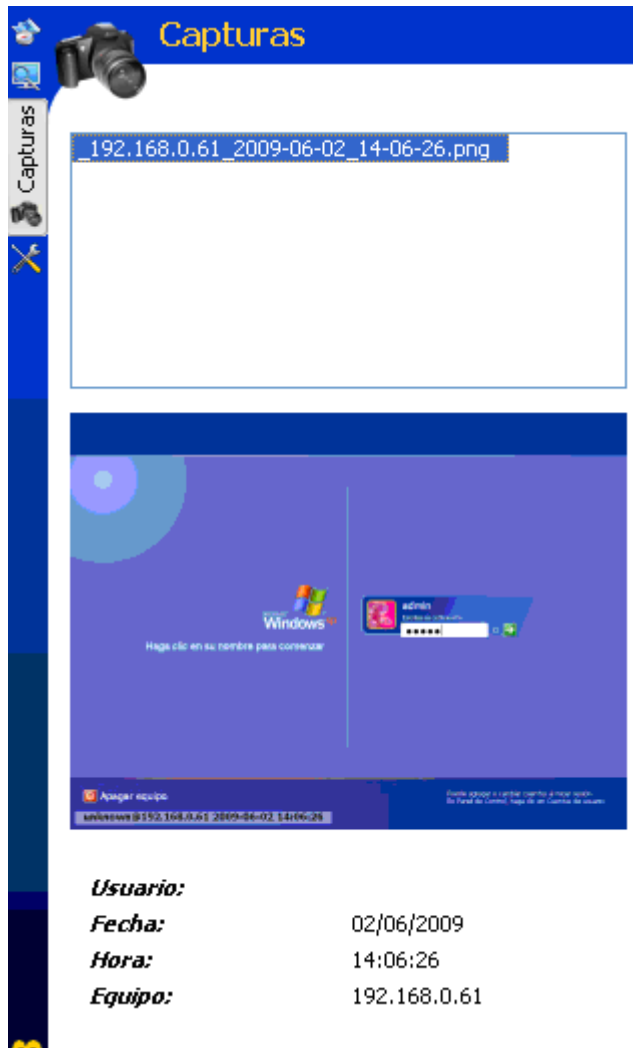 Capturas
Capturas
_192.168.0.61_2009-06-02_14-06-26.png
Windows xp
Haga clic en su nombre para comenzar
admin
Apagar equipo
unknown@192.168.0.61 2009-06-02 14:06:26
Usuario:
Fecha: 02/06/2009
Hora: 14:06:26
Equipo: 192.168.0.61